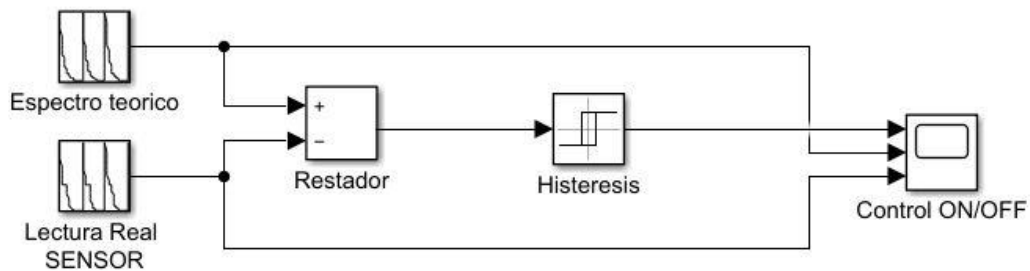 Espectro teorico
+
−
Restador
Histeresis
Control ON/OFF
Lectura Real
SENSOR